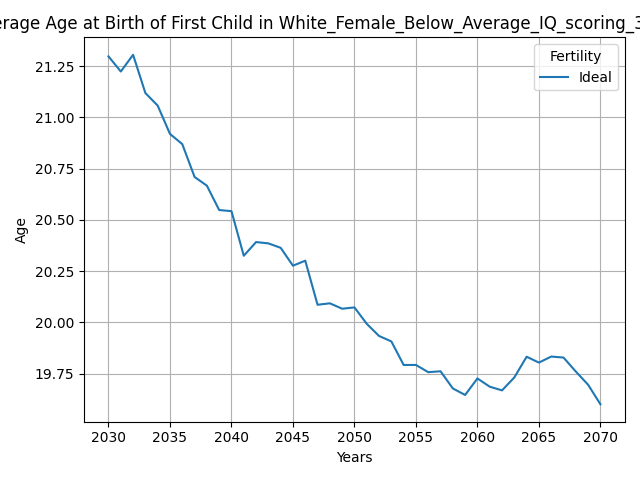 erage Age at Birth of First Child in White_Female_Below_Average_IQ_scoring_3
Fertility
Ideal
21.25
21.00
20.75
20.50
20.25
20.00
19.75
Age
2030 2035 2040 2045 2050 2055 2060 2065 2070
Years